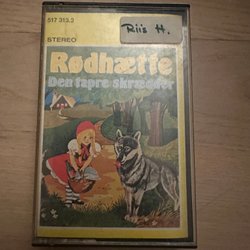 517 313.2
Riis H.
STEREO
Rødhætte
Den tapre skrædder